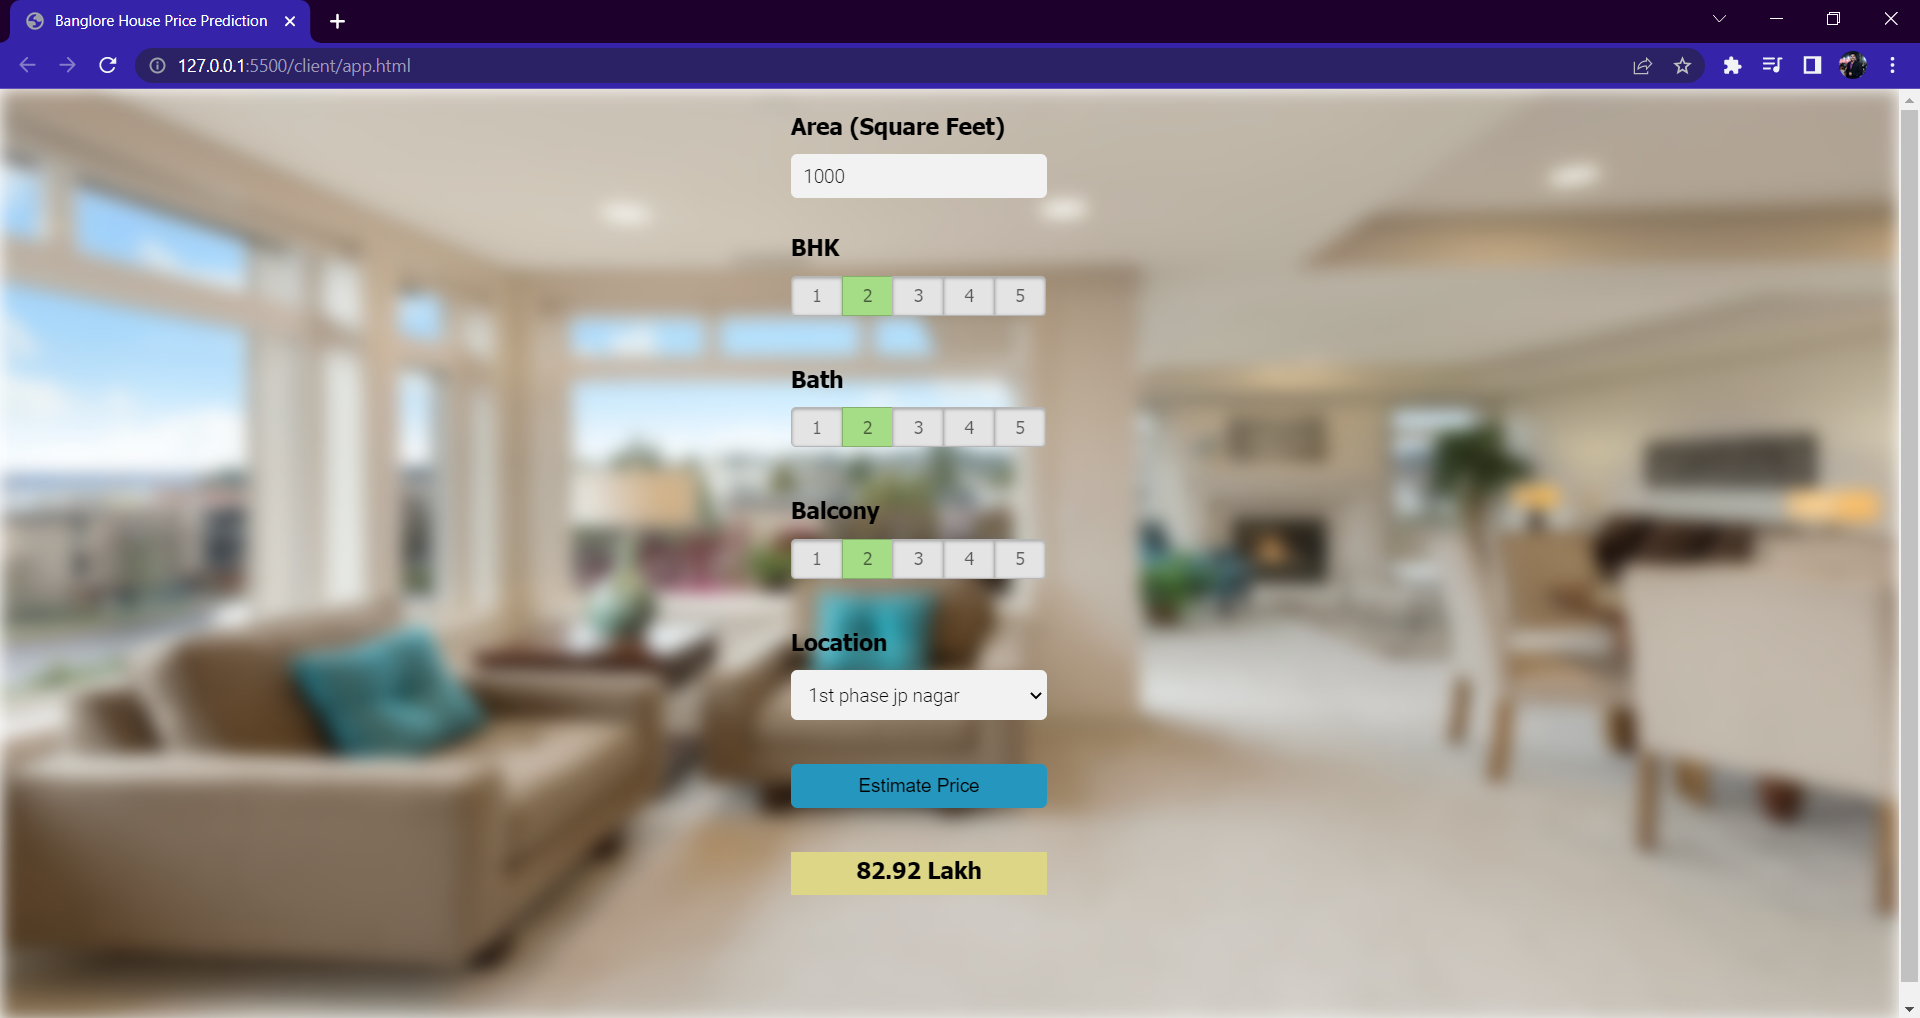 Banglore House Price Prediction
127.0.0.1:5500/client/app.html
Area (Square Feet)
1000
BHK
1 2 3 4 5
Bath
1 2 3 4 5
Balcony
1 2 3 4 5
Location
1st phase jp nagar
Estimate Price
82.92 Lakh